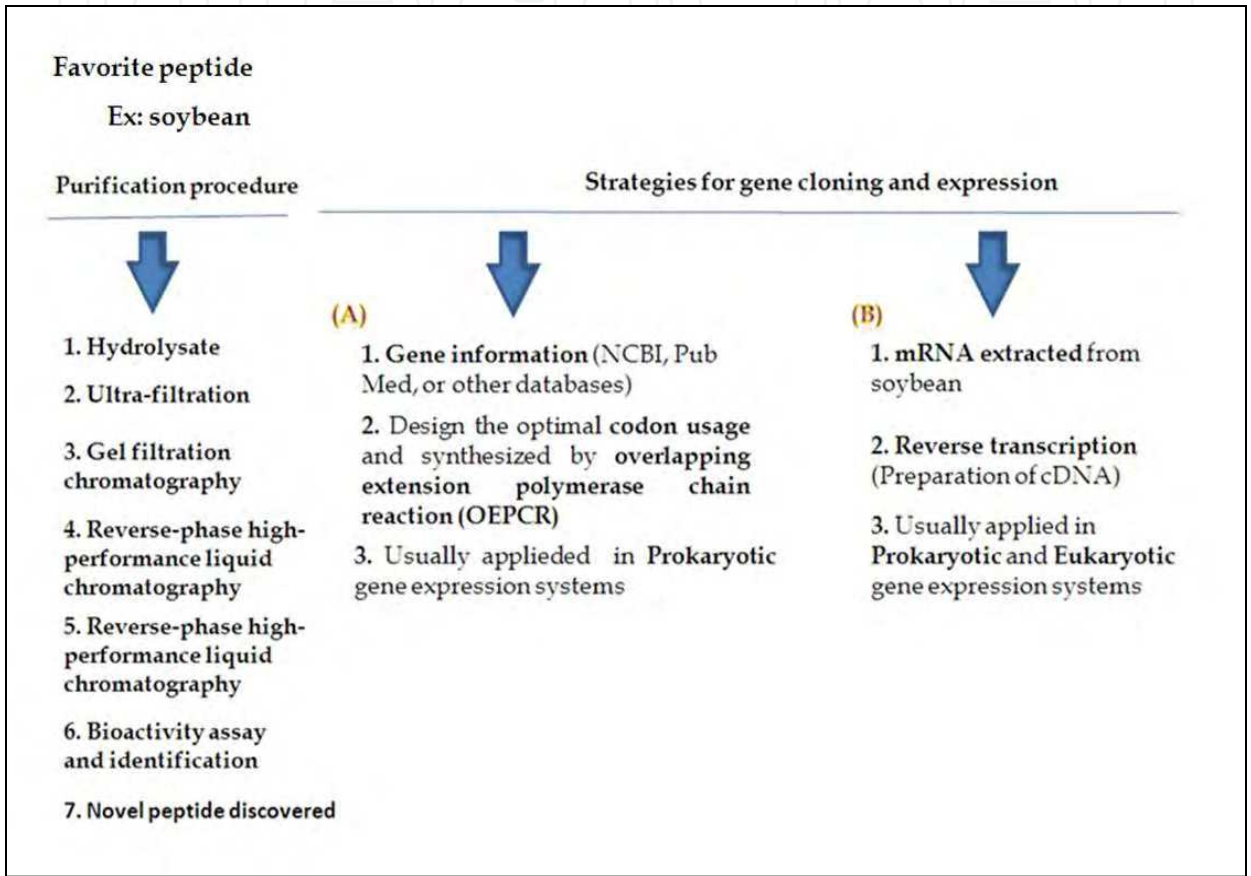 Favorite peptide
Ex: soybean
Purification procedure
Strategies for gene cloning and expression
1. Hydrolysate
2. Ultra-filtration
3. Gel filtration
chromatography
4. Reverse-phase high-
performance liquid
chromatography
5. Reverse-phase high-
performance liquid
chromatography
6. Bioactivity assay
and identification
7. Novel peptide discovered
(A)
1. Gene information (NCBI, Pub
Med, or other databases)
2. Design the optimal codon usage
and synthesized by overlapping
extension polymerase chain
reaction (OEPCR)
3. Usually applieded in Prokaryotic
gene expression systems
(B)
1. mRNA extracted from
soybean
2. Reverse transcription
(Preparation of cDNA)
3. Usually applied in
Prokaryotic and Eukaryotic
gene expression systems